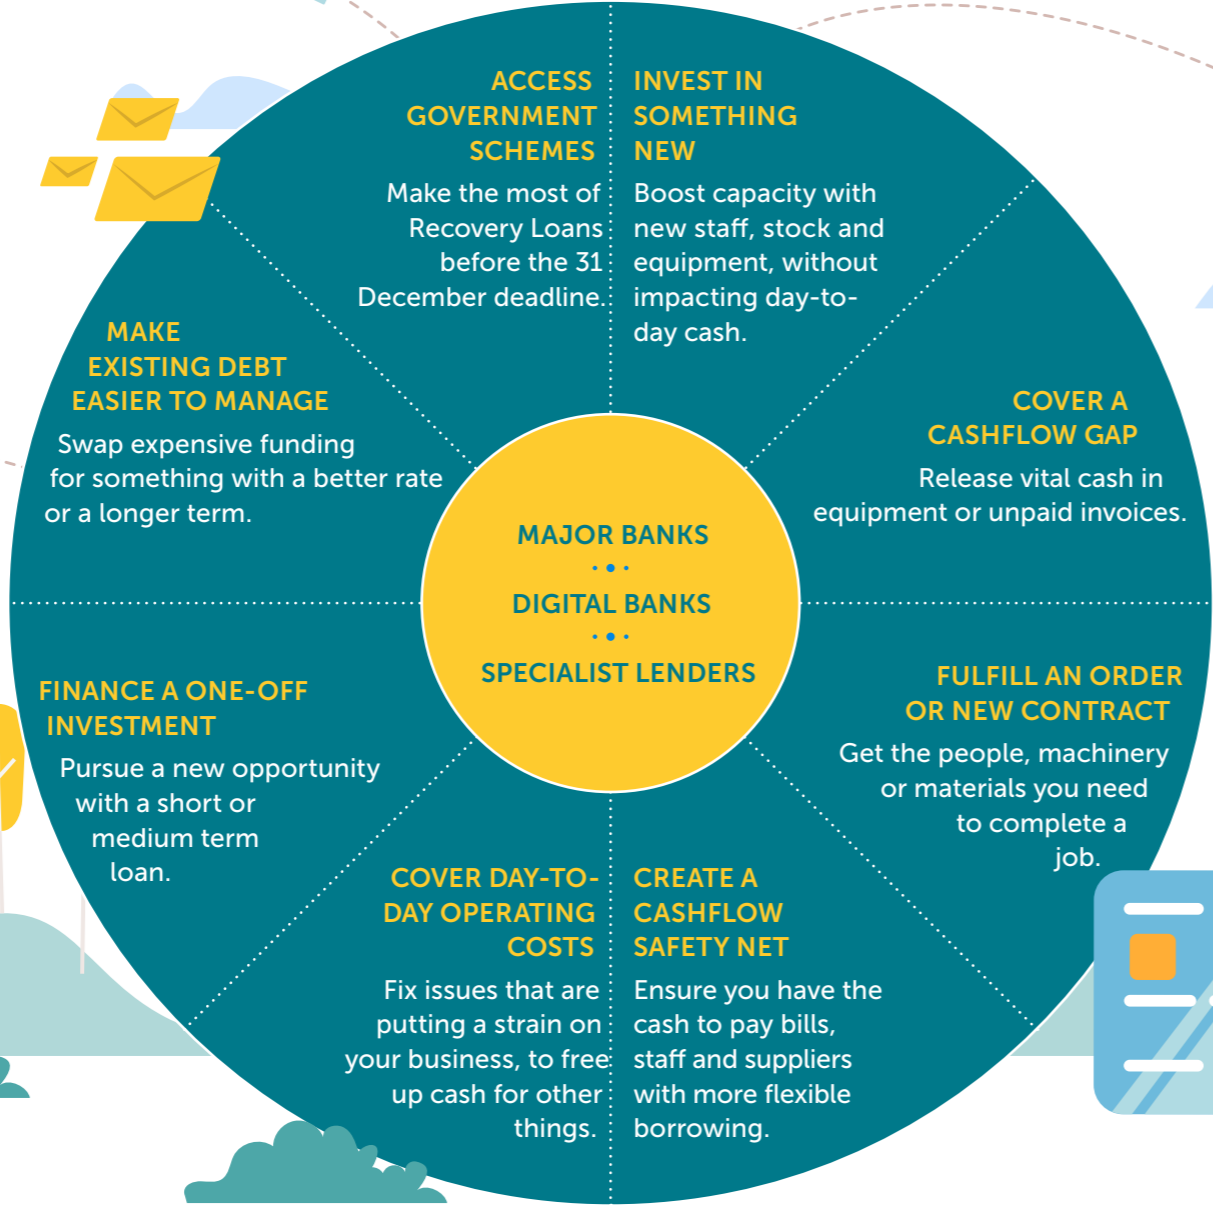 ACCESS
GOVERNMENT
SCHEMES
Make the most of
Recovery Loans
before the 31
December deadline.
INVEST IN
SOMETHING
NEW
Boost capacity with
new staff, stock and
equipment, without
impacting day-to-
day cash.
COVER A
CASHFLOW GAP
Release vital cash in
equipment or unpaid invoices.
FULFILL AN ORDER
OR NEW CONTRACT
Get the people, machinery
or materials you need
to complete a
job.
CREATE A
CASHFLOW
SAFETY NET
Ensure you have the
cash to pay bills,
staff and suppliers
with more flexible
borrowing.
COVER DAY-TO-
DAY OPERATING
COSTS
Fix issues that are
putting a strain on
your business, to free
up cash for other
things.
FINANCE A ONE-OFF
INVESTMENT
Pursue a new opportunity
with a short or
medium term
loan.
MAKE
EXISTING DEBT
EASIER TO MANAGE
Swap expensive funding
for something with a better rate
or a longer term.
MAJOR BANKS
DIGITAL BANKS
SPECIALIST LENDERS